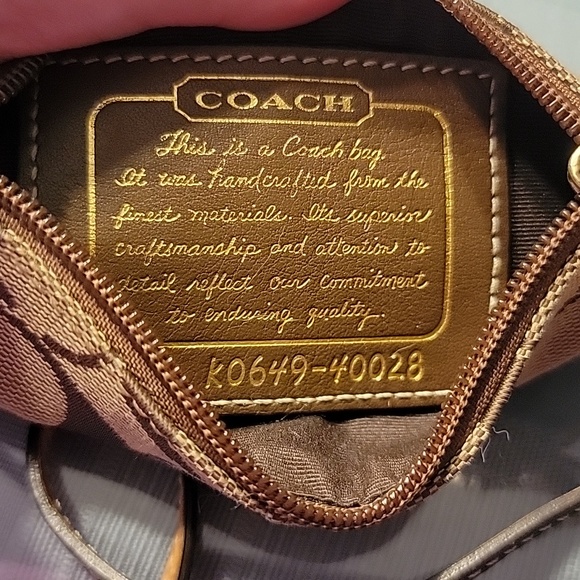 COACH
This is a Coach bag.
It was handcrafted from the
finest materials. Its superior
craftsmanship and attention to
detail reflect our commitment
to enduring quality.
K0649-40028